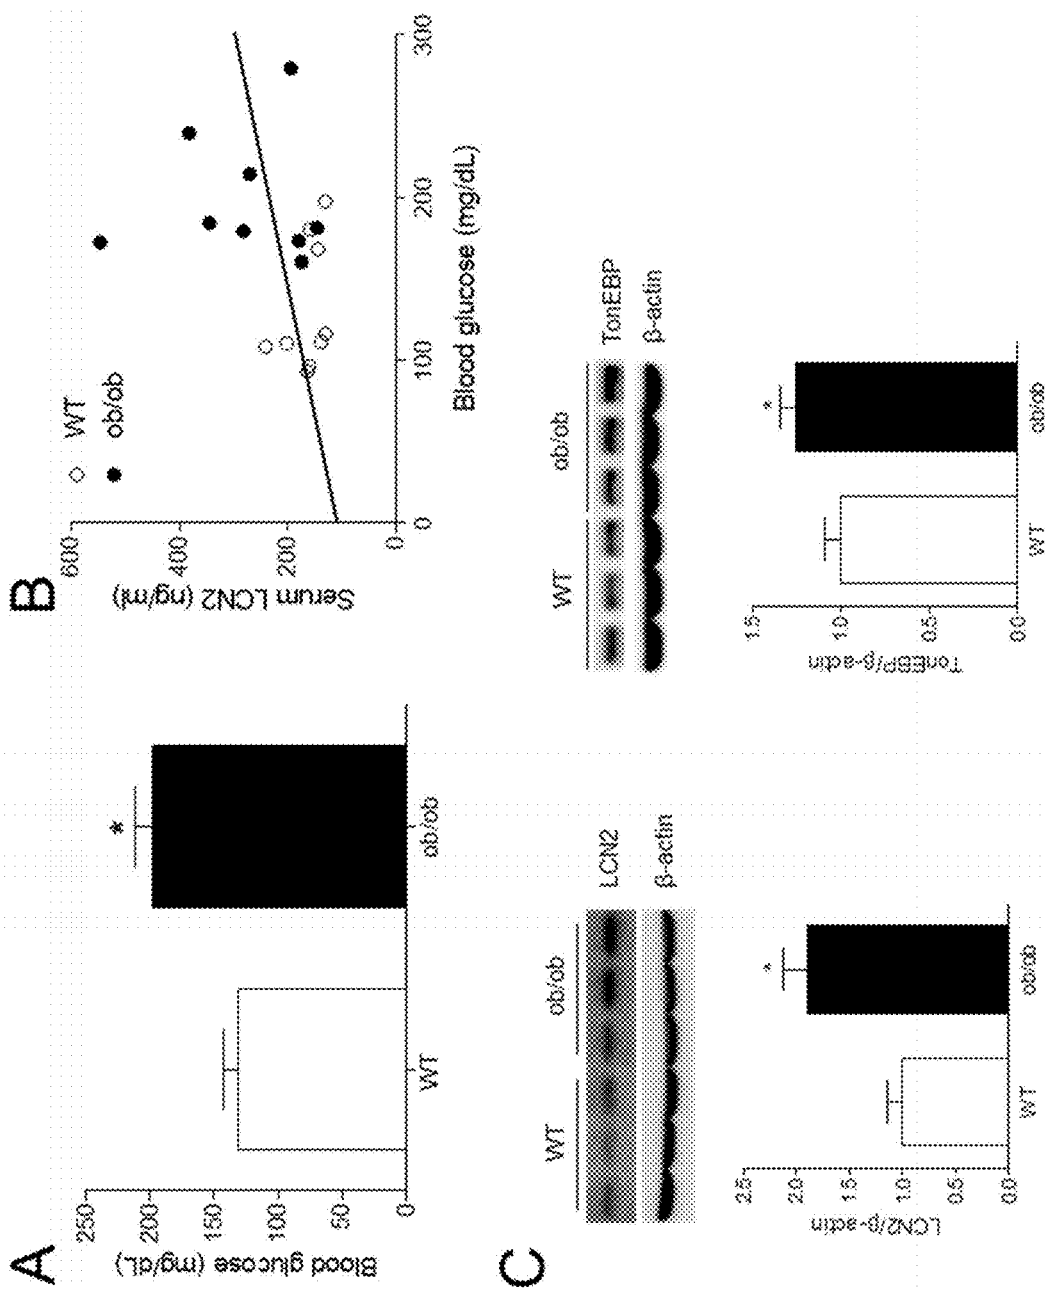 A
Blood glucose (mg/dL)
250
200
150
100
50
0
WT
ob/ob
*
B
Serum LCN2 (ng/ml)
600
400
200
0
WT
ob/ob
0
100
200
300
Blood glucose (mg/dL)
C
WT
ob/ob
LCN2
β-actin
LCN2/β-actin
2.5
2.0
1.5
1.0
0.5
0.0
*
WT
ob/ob
WT
ob/ob
TonEBP
β-actin
TonEBP/β-actin
1.5
1.0
0.5
0.0
*
WT
ob/ob